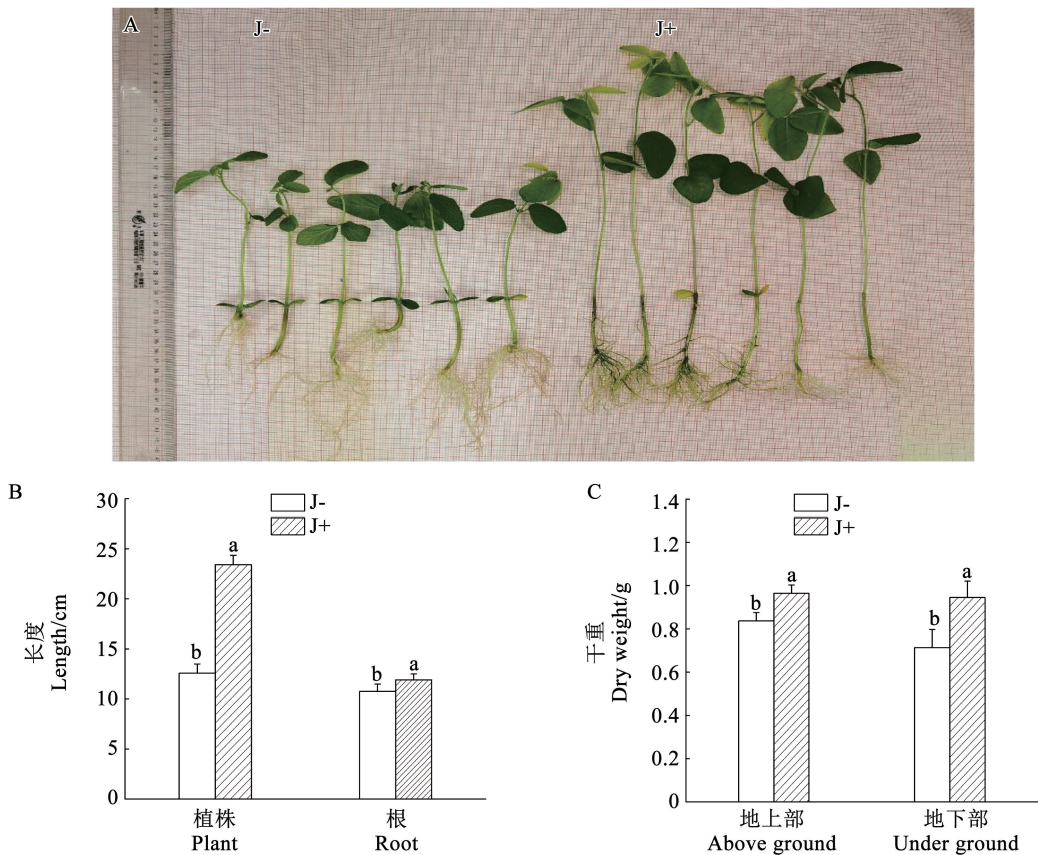 A
J-
J+
B
长度
Length/cm
30
25
20
15
10
5
0
J-
J+
b
a
b
a
植株
Plant
根
Root
C
干重
Dry weight/g
1.4
1.2
1.0
0.8
0.6
0.4
0.2
0
J-
J+
b
a
b
a
地上部
Above ground
地下部
Under ground